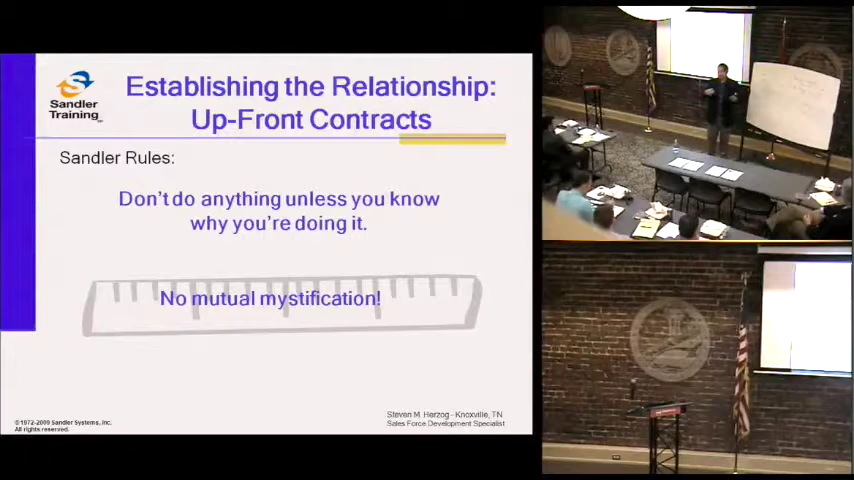 Establishing the Relationship:
Up-Front Contracts
Sandler
Training
Sandler Rules:
Don't do anything unless you know
why you're doing it.
No mutual mystification!
©1972-2009 Sandler Systems, Inc.
All rights reserved.
Steven M. Herzog - Knoxville, TN
Sales Force Development Specialist